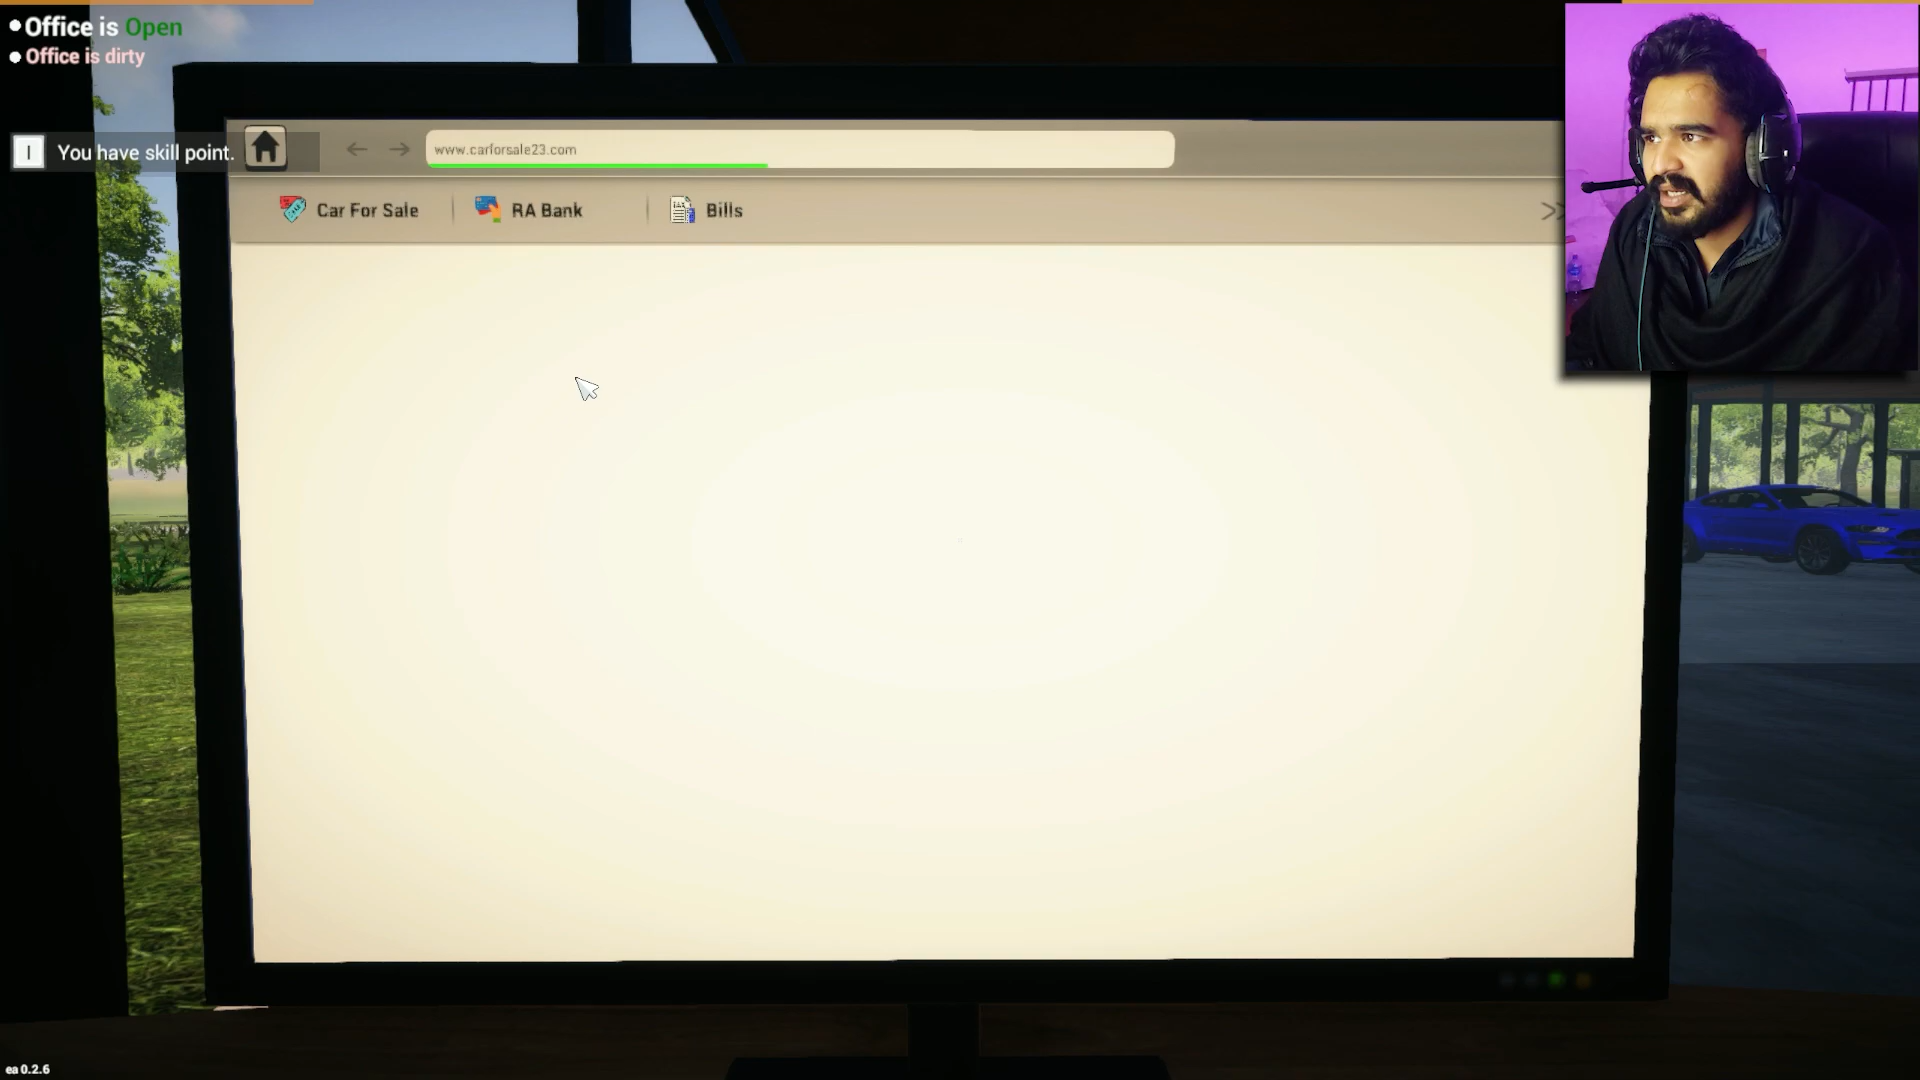 Office is Open
Office is dirty
I You have skill point.
www.carforsale23.com
Car For Sale
RA Bank
Bills
>>
ea 0.2.6